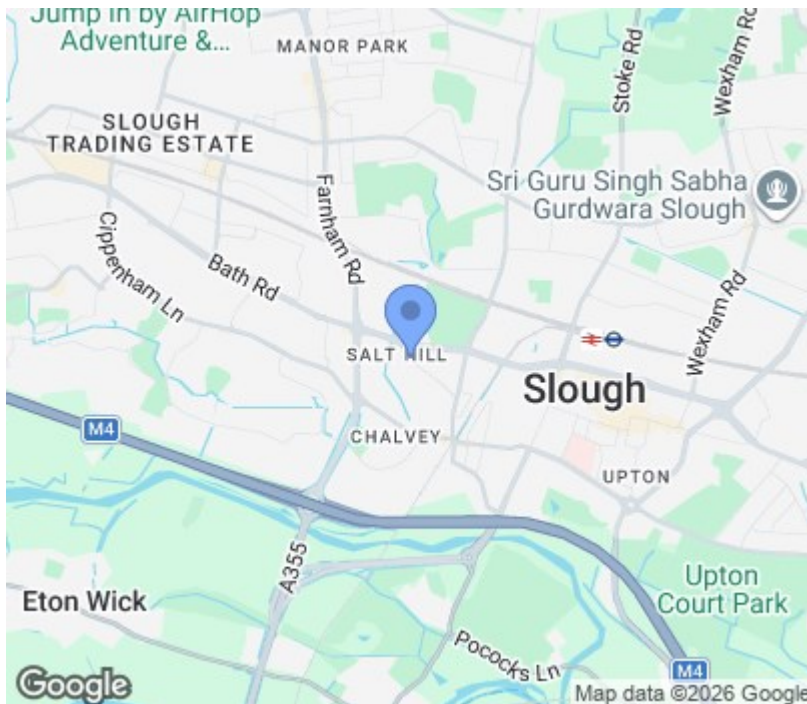 Jump In by AirHop
Adventure &...
MANOR PARK
Stoke Rd
Wexham Rd
SLOUGH
TRADING ESTATE
Farnham Rd
Sri Guru Singh Sabha
Gurdwara Slough
Cippenham Ln
Bath Rd
Wexham Rd
SALT HILL
Slough
M4
CHALVEY
UPTON
A355
Eton Wick
Upton
Court Park
Pococks Ln
M4
Google
Map data ©2026 Google